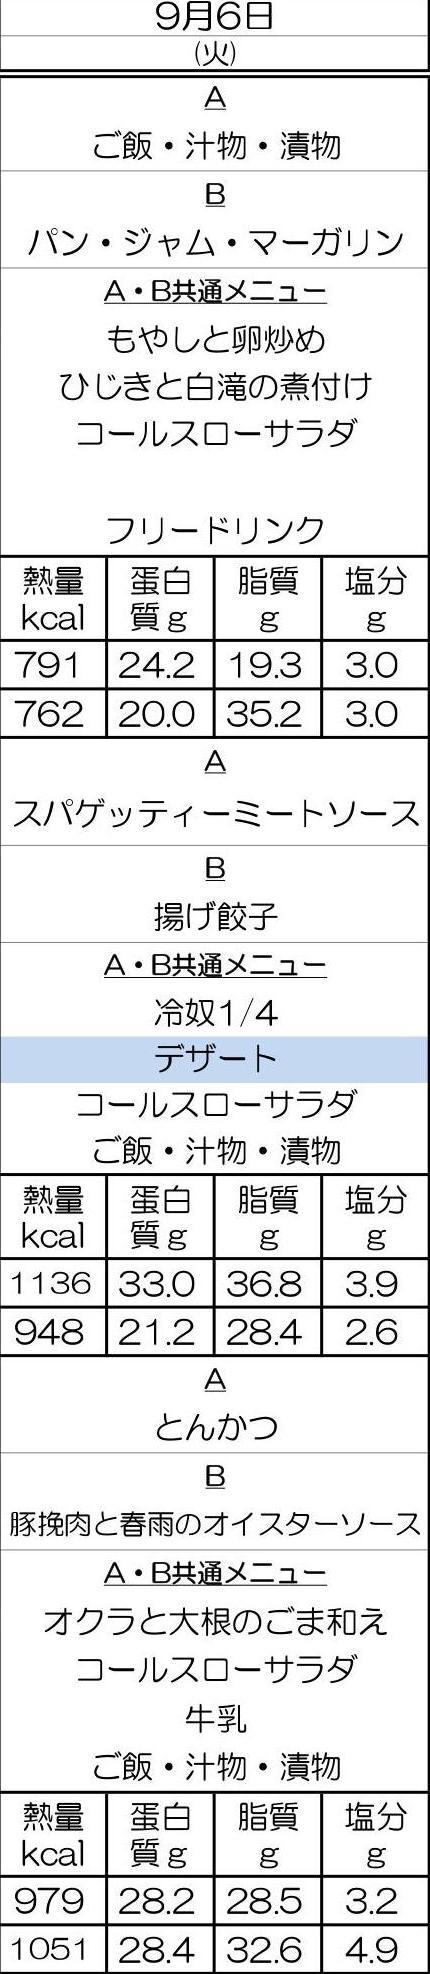 9月6日
(火)
A
ご飯・汁物・漬物
B
パン・ジャム・マーガリン
A・B共通メニュー
もやしと卵炒め
ひじきと白滝の煮付け
コールスローサラダ
フリードリンク
熱量 蛋白 脂質 塩分
kcal 質g g g
791 24.2 19.3 3.0
762 20.0 35.2 3.0
A
スパゲッティーミートソース
B
揚げ餃子
A・B共通メニュー
冷奴1/4
デザート
コールスローサラダ
ご飯・汁物・漬物
熱量 蛋白 脂質 塩分
kcal 質g g g
1136 33.0 36.8 3.9
948 21.2 28.4 2.6
A
とんかつ
B
豚挽肉と春雨のオイスターソース
A・B共通メニュー
オクラと大根のごま和え
コールスローサラダ
牛乳
ご飯・汁物・漬物
熱量 蛋白 脂質 塩分
kcal 質g g g
979 28.2 28.5 3.2
1051 28.4 32.6 4.9